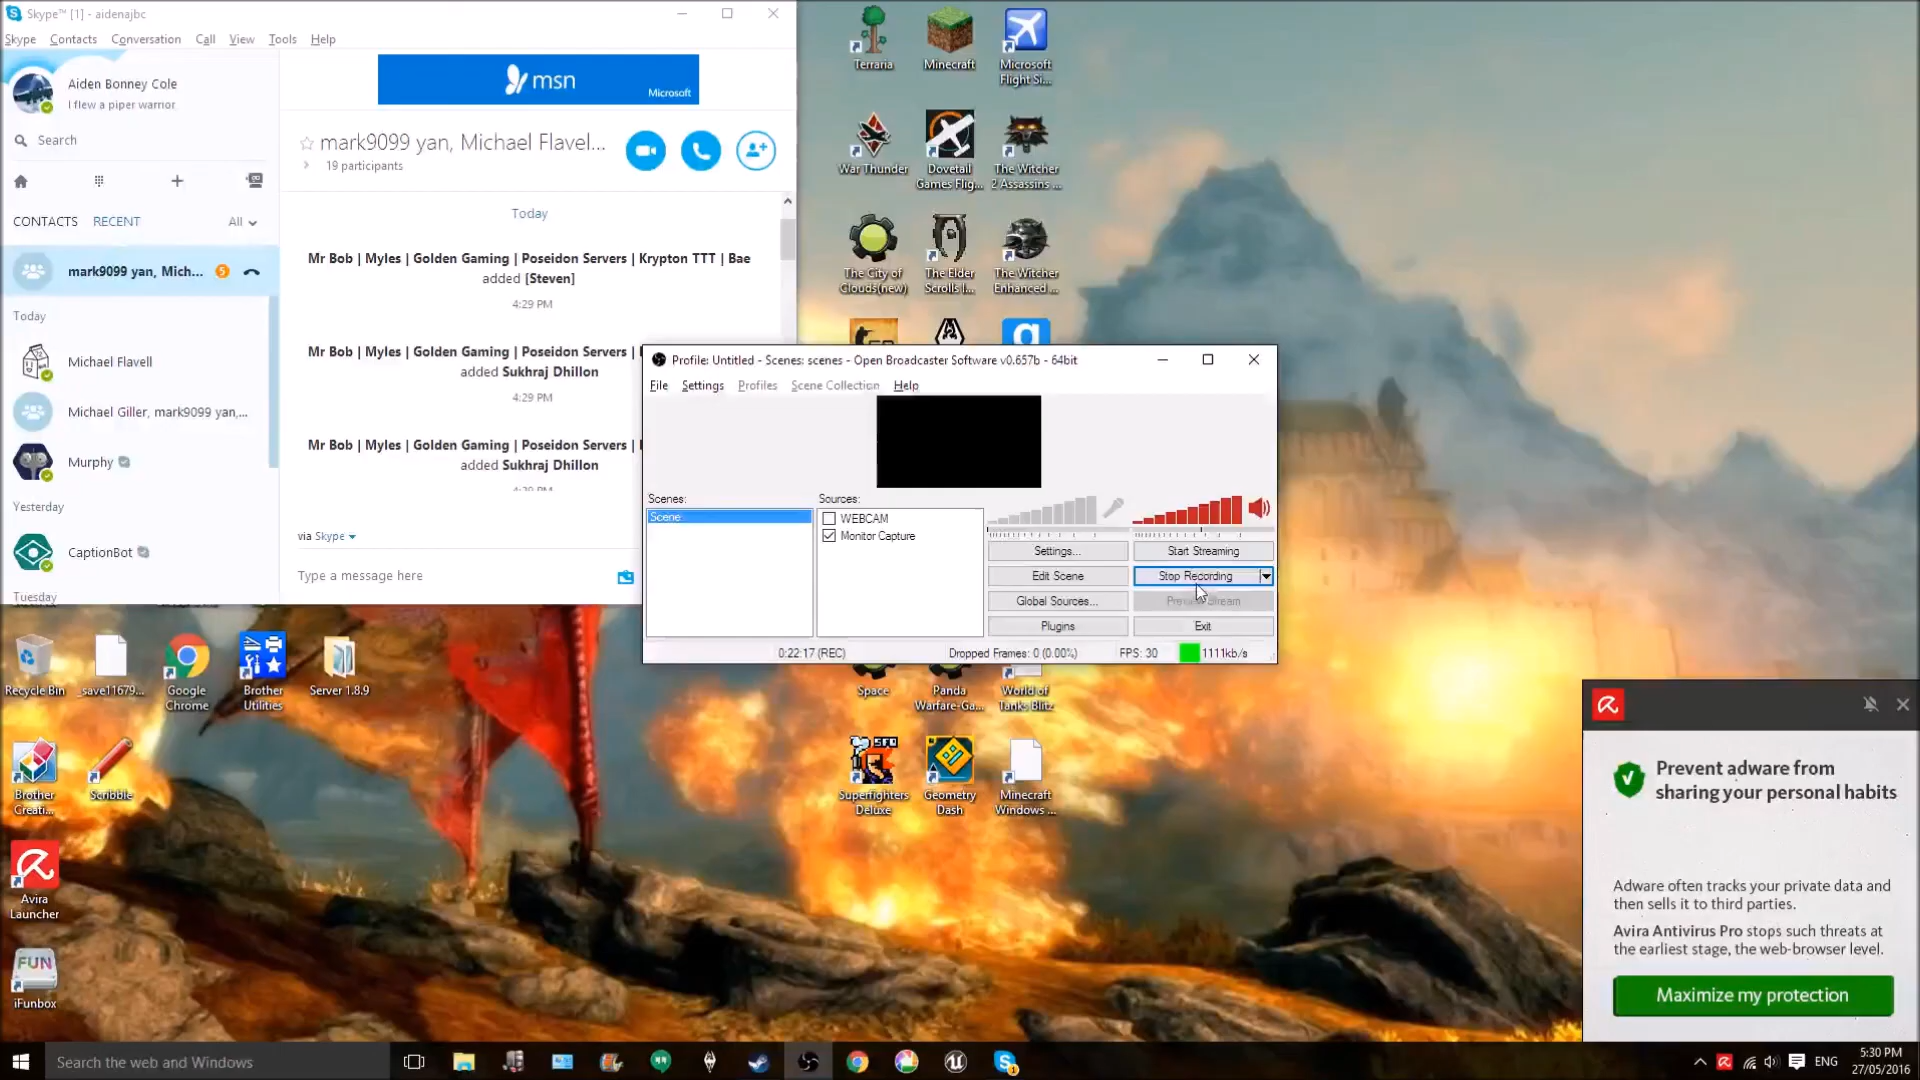 Skype™ [1] - aidenajbc
Skype Contacts Conversation Call View Tools Help
Aiden Bonney Cole
I flew a piper warrior
Search
CONTACTS RECENT All
mark9099 yan, Mich... 5
Today
Michael Flavell
Michael Giller, mark9099 yan,...
Murphy
Yesterday
CaptionBot
Tuesday
msn
Microsoft
mark9099 yan, Michael Flavel...
19 participants
Today
Mr Bob | Myles | Golden Gaming | Poseidon Servers | Krypton TTT | Bae
added [Steven]
4:29 PM
Mr Bob | Myles | Golden Gaming | Poseidon Servers |
added Sukhraj Dhillon
4:29 PM
Mr Bob | Myles | Golden Gaming | Poseidon Servers |
added Sukhraj Dhillon
via Skype
Type a message here
Terraria
Minecraft
Microsoft
Flight Si...
War Thunder
Dovetail
Games Flig...
The Witcher
2 Assassins ...
The City of
Clouds(new)
The Elder
Scrolls I...
The Witcher
Enhanced ...
Profile: Untitled - Scenes: scenes - Open Broadcaster Software v0.657b - 64bit
File Settings Profiles Scene Collection Help
Scenes:
Scene
Sources:
WEBCAM
Monitor Capture
Settings...
Start Streaming
Edit Scene
Stop Recording
Global Sources...
Plugins
Exit
0:22:17 (REC)
Dropped Frames: 0 (0.00%)
FPS: 30
1111kb/s
Recycle Bin
_save11679...
Google
Chrome
Brother
Utilities
Server 1.8.9
Space
Panda
Warfare-Ga...
World of
Tanks Blitz
Brother
Creati...
Scribble
SFD
Superfighters
Deluxe
Geometry
Dash
Minecraft
Windows ...
Avira
Launcher
FUN
iFunbox
Prevent adware from
sharing your personal habits
Adware often tracks your private data and
then sells it to third parties.
Avira Antivirus Pro stops such threats at
the earliest stage, the web-browser level.
Maximize my protection
Search the web and Windows
ENG
5:30 PM
27/05/2016